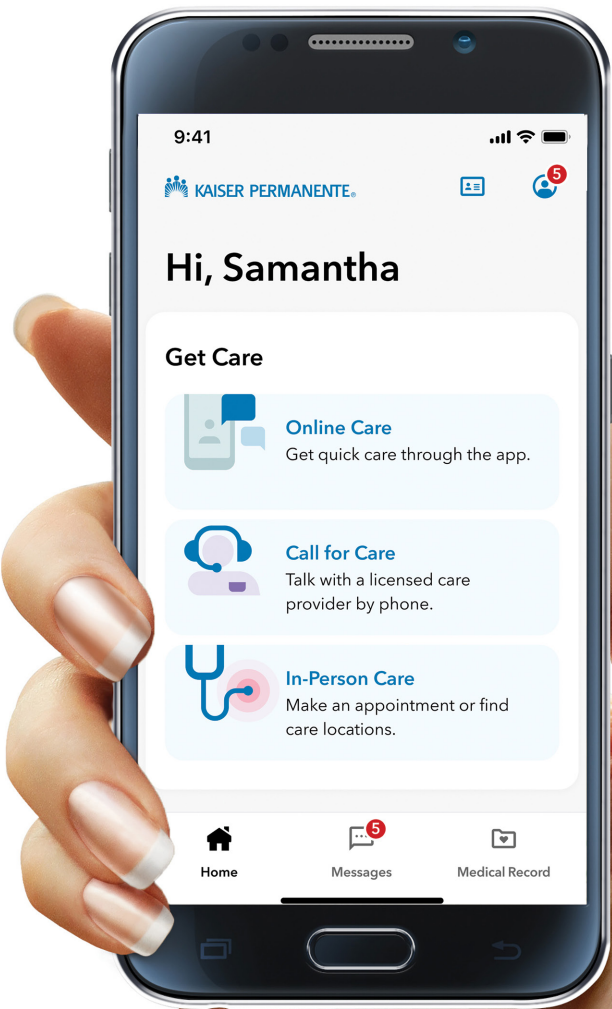 9:41
KAISER PERMANENTE®
5
Hi, Samantha
Get Care
Online Care
Get quick care through the app.
Call for Care
Talk with a licensed care
provider by phone.
In-Person Care
Make an appointment or find
care locations.
5
Home
Messages
Medical Record